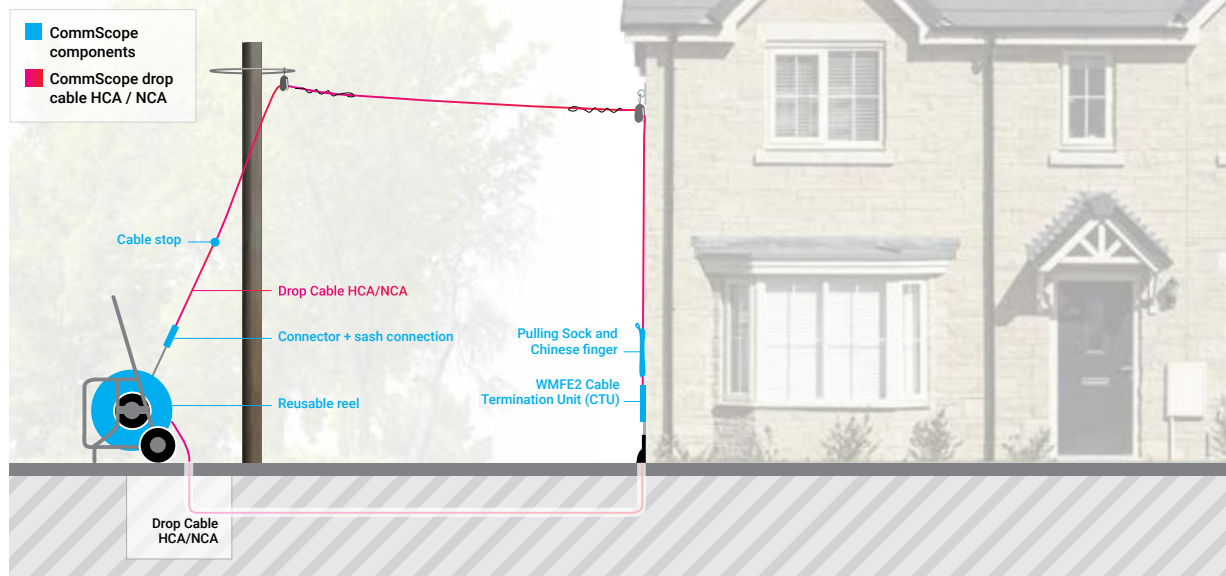 CommScope
components
CommScope drop
cable HCA / NCA
Cable stop
Drop Cable HCA/NCA
Connector + sash connection
Reusable reel
Pulling Sock and
Chinese finger
WMFE2 Cable
Termination Unit (CTU)
Drop Cable
HCA/NCA